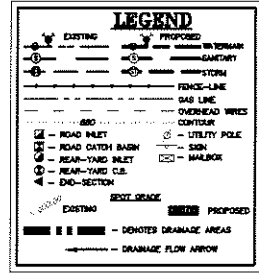 LEGEND
EXISTING PROPOSED
WATERMAIN
SANITARY
STORM
FENCE-LINE
GAS LINE
OVERHEAD WIRES
CONTOUR
- ROAD INLET
- UTILITY POLE
- ROAD CATCH BASIN
- SIGN
- REAR-YARD INLET
- MAILBOX
- REAR-YARD C.B.
- END-SECTION
SPOT GRADE
EXISTING PROPOSED
- DENOTES DRAINAGE AREAS
- DRAINAGE FLOW ARROW